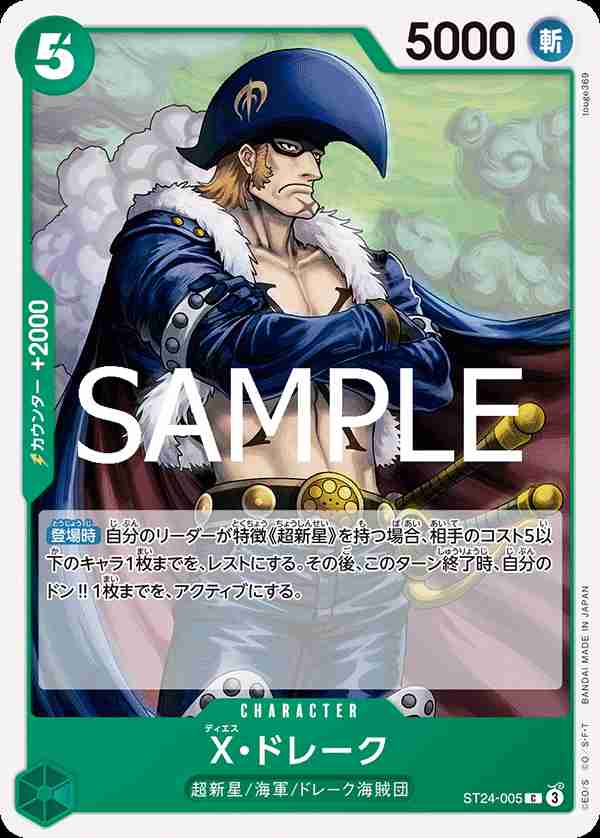 5
5000
斬
touge369
カウンター +2000
SAMPLE
登場時 自分のリーダーが特徴《超新星》を持つ場合、相手のコスト5以
下のキャラ1枚までを、レストにする。その後、このターン終了時、自分の
ドン!!1枚までを、アクティブにする。
CHARACTER
ディエス
X・ドレーク
超新星/海軍/ドレーク海賊団
ST24-005 C 3
©E.O/S ©O/S・F・T BANDAI MADE IN JAPAN